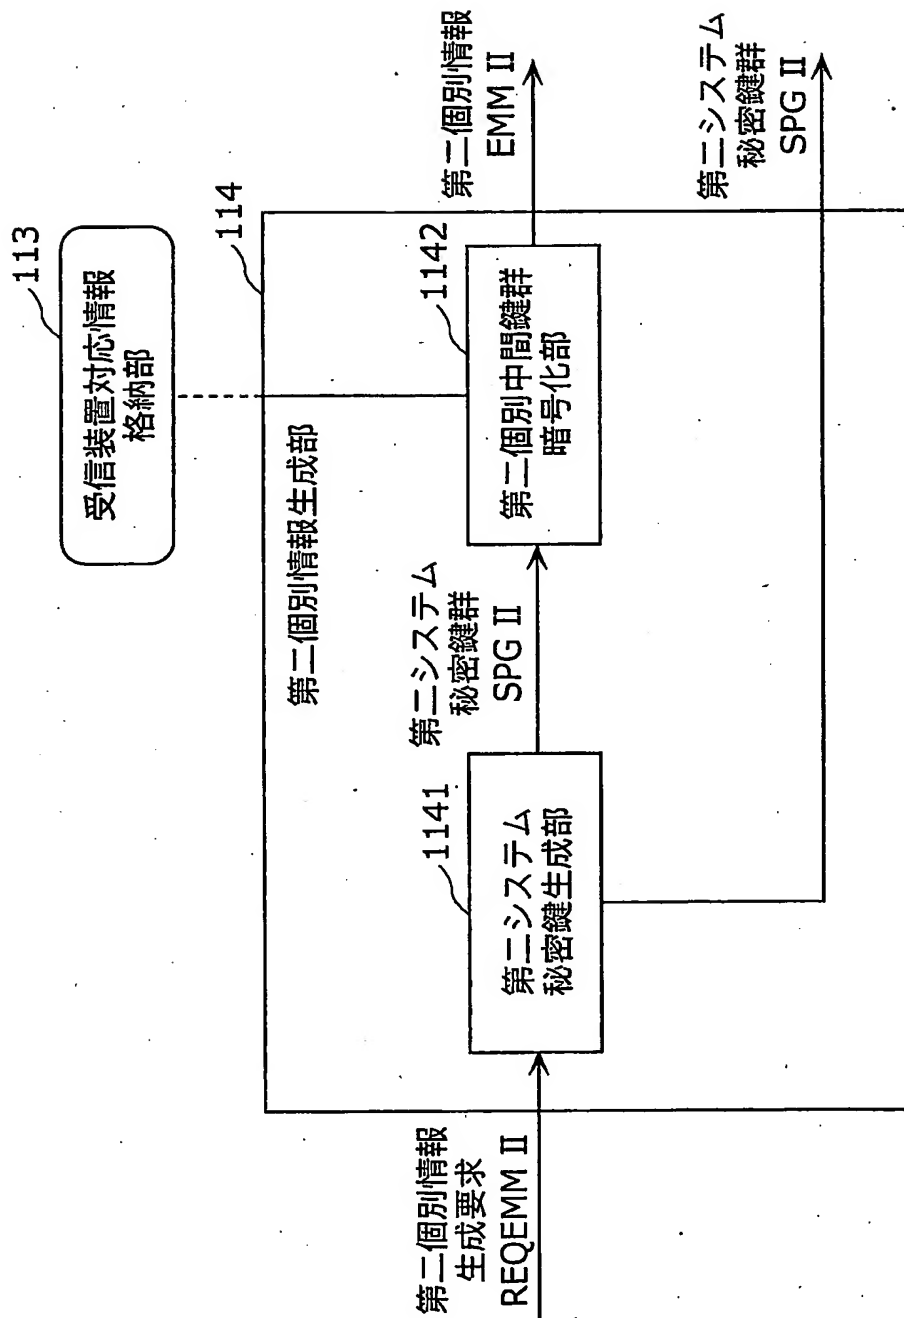 受信装置対応情報
格納部
113
114
第二個別情報生成部
第二個別情報
生成要求
REQEMM II
第二システム
秘密鍵生成部
1141
第二システム
秘密鍵群
SPG II
第二個別中間鍵群
暗号化部
1142
第二個別情報
EMM II
第二システム
秘密鍵群
SPG II